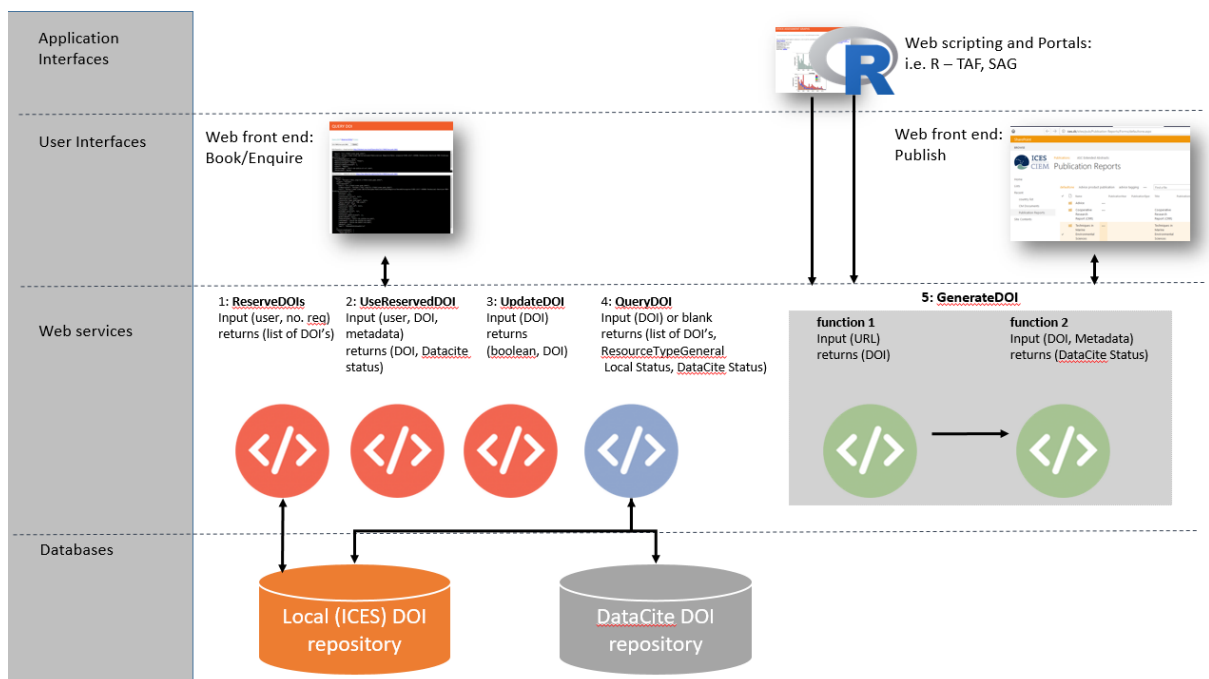 Application
Interfaces
Web scripting and Portals:
i.e. R – TAF, SAG
R
User Interfaces
Web front end:
Book/Enquire
QUERY DOI
Web front end:
Publish
ICES
CIEM
Publication Reports
Web services
1: ReserveDOIs
Input (user, no. req)
returns (list of DOI's)
2: UseReservedDOI
Input (user, DOI,
metadata)
returns (DOI, Datacite
status)
3: UpdateDOI
Input (DOI)
returns
(boolean, DOI)
4: QueryDOI
Input (DOI) or blank
returns (list of DOI's,
ResourceTypeGeneral
Local Status, DataCite Status)
5: GenerateDOI
function 1
Input (URL)
returns (DOI)
function 2
Input (DOI, Metadata)
returns (DataCite Status)
Databases
Local (ICES) DOI
repository
DataCite DOI
repository